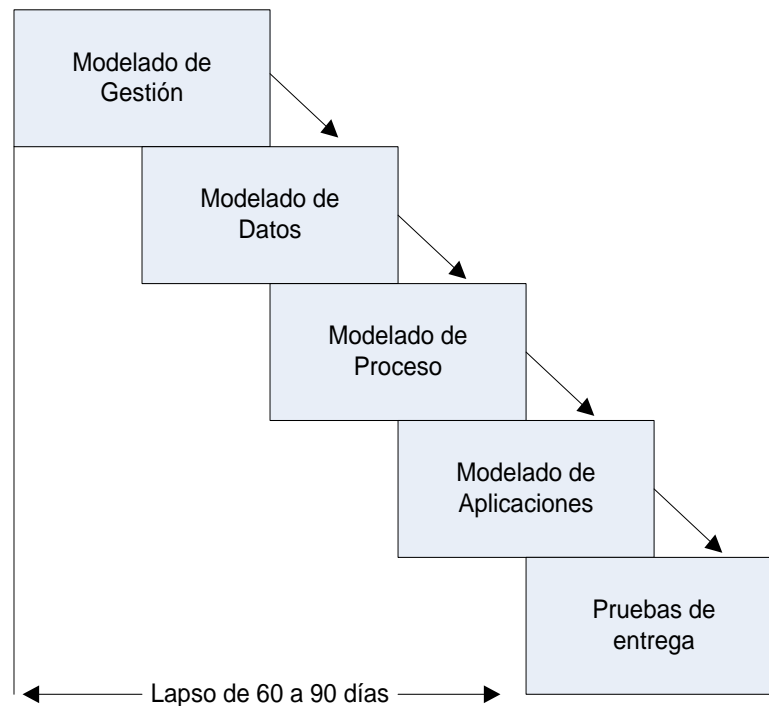 Modelado de
Gestión
Modelado de
Datos
Modelado de
Proceso
Modelado de
Aplicaciones
Pruebas de
entrega
Lapso de 60 a 90 días